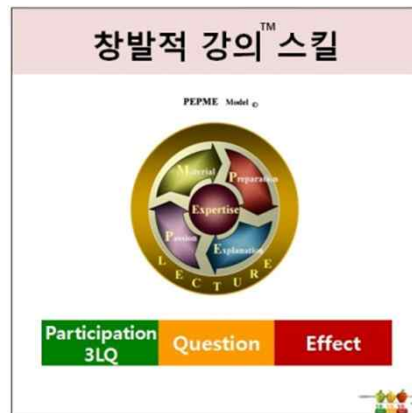 창발적 강의™스킬
PEPME Model ©
Material
Preparation
Expertise
Passion
Explanation
LECTURE
Participation
3LQ
Question
Effect